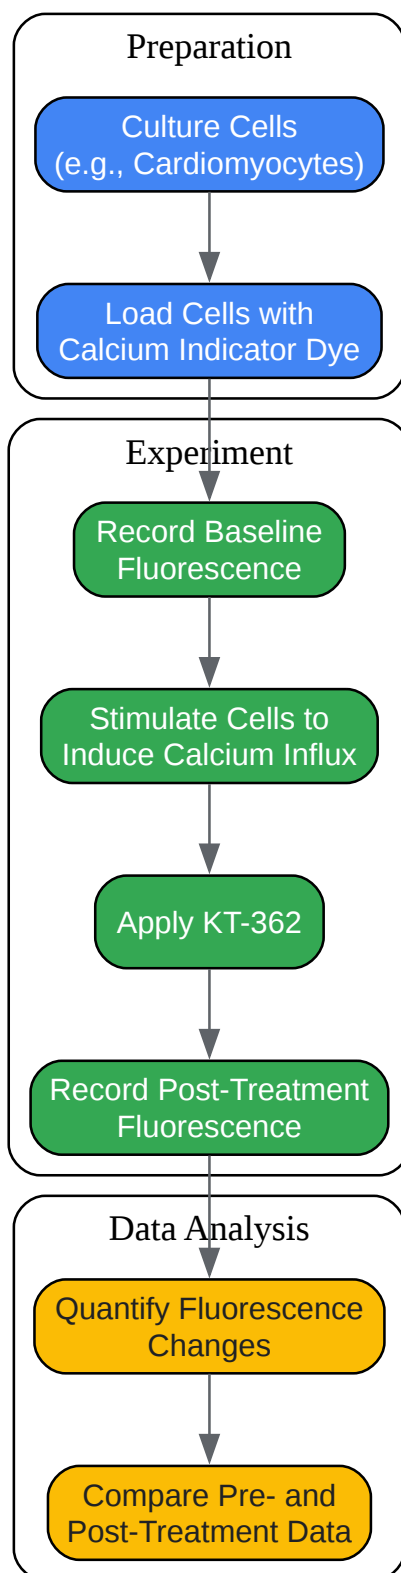 Preparation
Culture Cells
(e.g., Cardiomyocytes)
Load Cells with
Calcium Indicator Dye
Experiment
Record Baseline
Fluorescence
Stimulate Cells to
Induce Calcium Influx
Apply KT-362
Record Post-Treatment
Fluorescence
Data Analysis
Quantify Fluorescence
Changes
Compare Pre- and
Post-Treatment Data